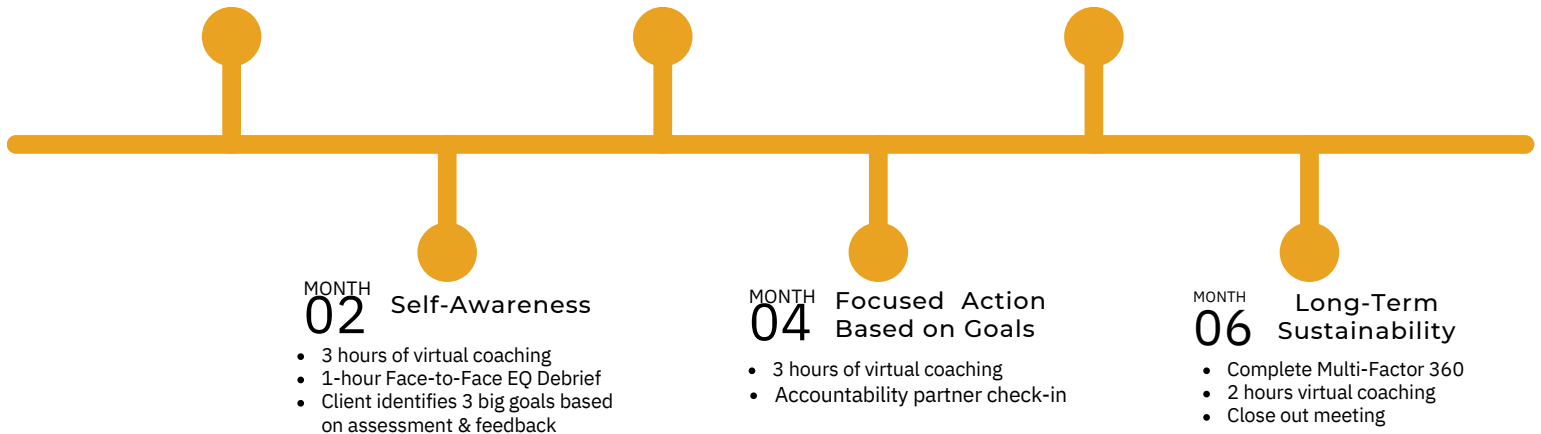 MONTH
02
Self-Awareness
• 3 hours of virtual coaching
• 1-hour Face-to-Face EQ Debrief
• Client identifies 3 big goals based
on assessment & feedback
MONTH
04
Focused Action
Based on Goals
• 3 hours of virtual coaching
• Accountability partner check-in
MONTH
06
Long-Term
Sustainability
• Complete Multi-Factor 360
• 2 hours virtual coaching
• Close out meeting